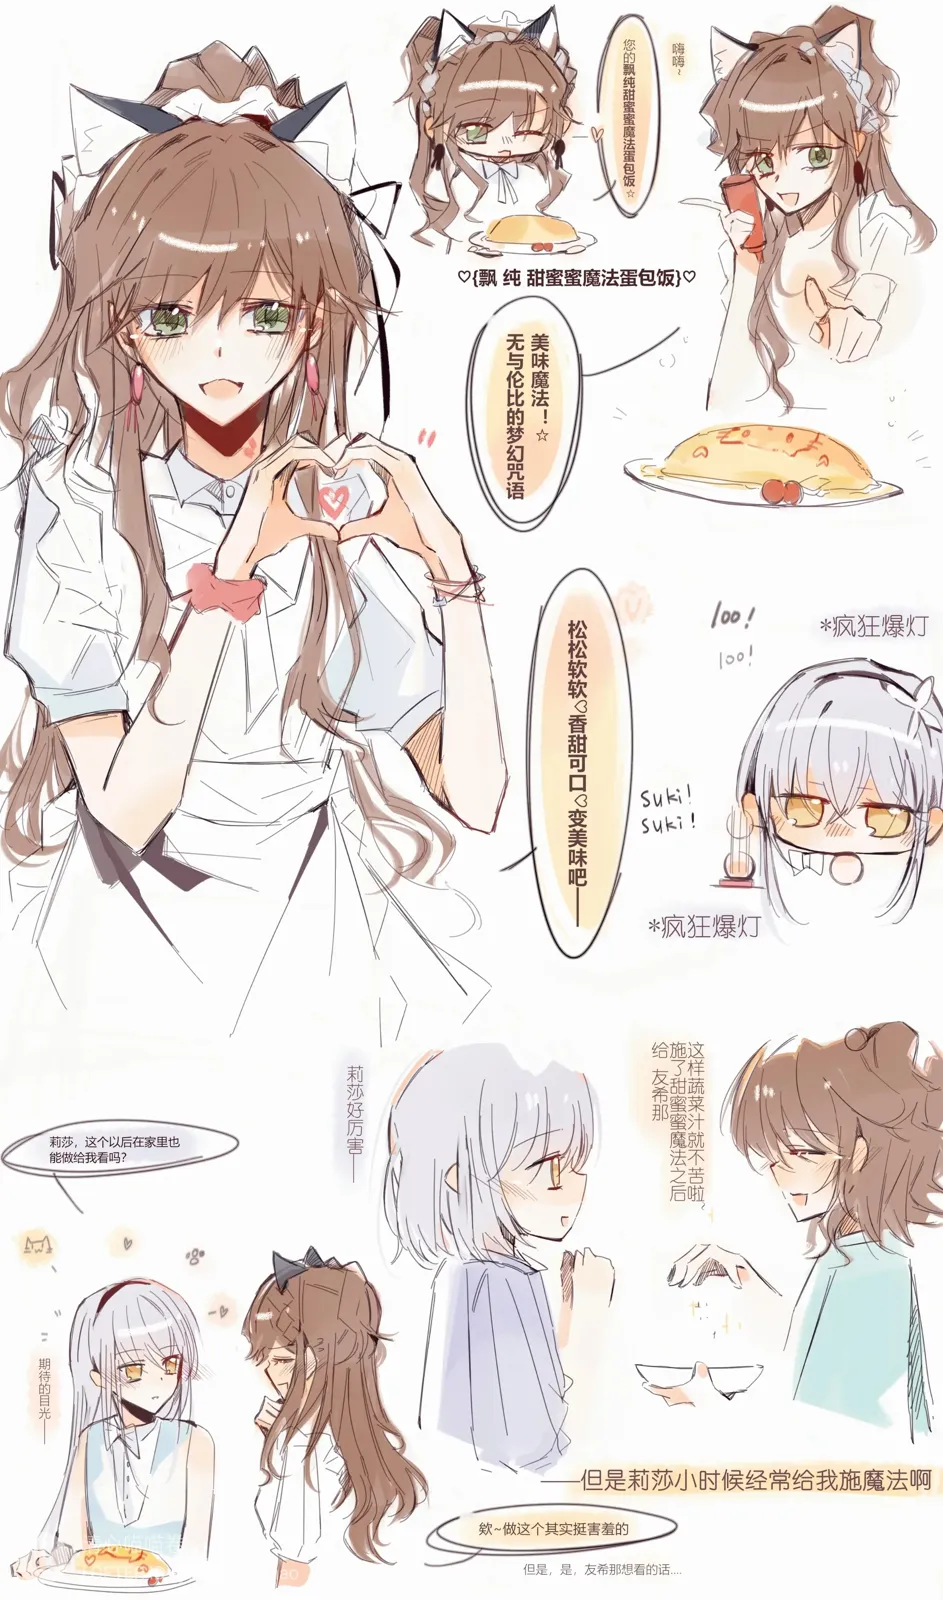 您的飘纯甜蜜蜜魔法蛋包饭☆
嗨嗨~
♡{飘 纯 甜蜜蜜魔法蛋包饭}♡
美味魔法！☆
无与伦比的梦幻咒语
松松软软♡香甜可口♡变美味吧——
100!
100!
*疯狂爆灯
suki!
suki!
*疯狂爆灯
这样蔬菜汁就不苦啦，
施了甜蜜蜜魔法之后
给 友希那
莉莎好厉害——
莉莎，这个以后在家里也
能做给我看吗？
期待的目光——
——但是莉莎小时候经常给我施魔法啊
欸~做这个其实挺害羞的
但是，是，友希那想看的话....